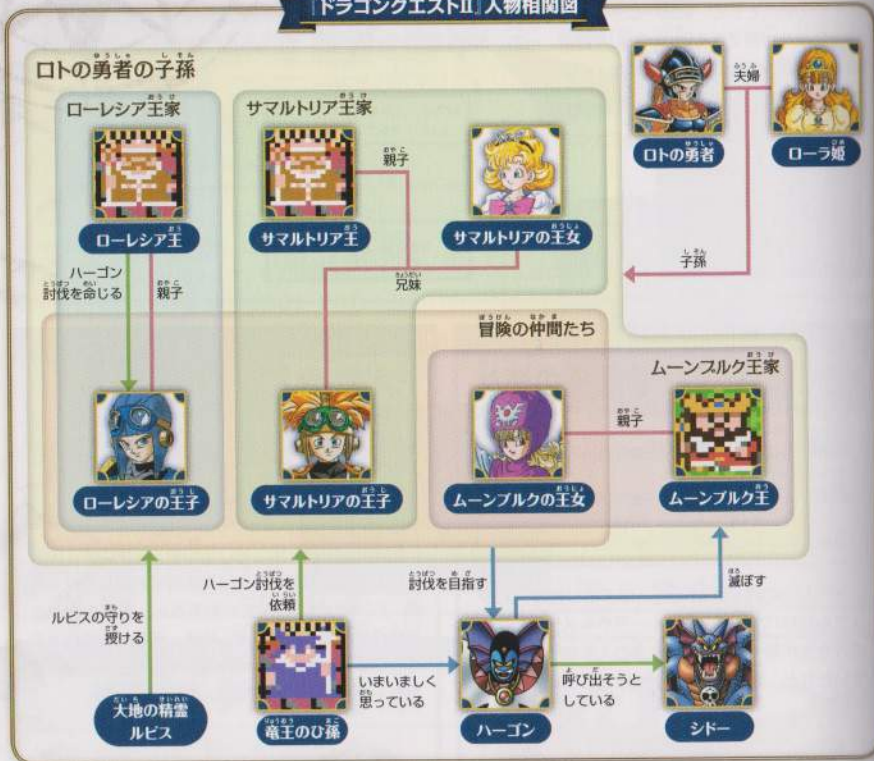 『ドラゴンクエストII』人物相関図
ロトの勇者の子孫
ローレシア王家
サマルトリア王家
夫婦
親子
ロトの勇者
ローラ姫
ローレシア王
サマルトリア王
サマルトリアの王女
子孫
ハーゴン
討伐を命じる
親子
兄妹
冒険の仲間たち
ムーンブルク王家
親子
ローレシアの王子
サマルトリアの王子
ムーンブルクの王女
ムーンブルク王
ルビスの守りを
授ける
ハーゴン討伐を
依頼
討伐を目指す
滅ぼす
いまいましく
思っている
呼び出そうと
している
大地の精霊
ルビス
竜王のひ孫
ハーゴン
シドー